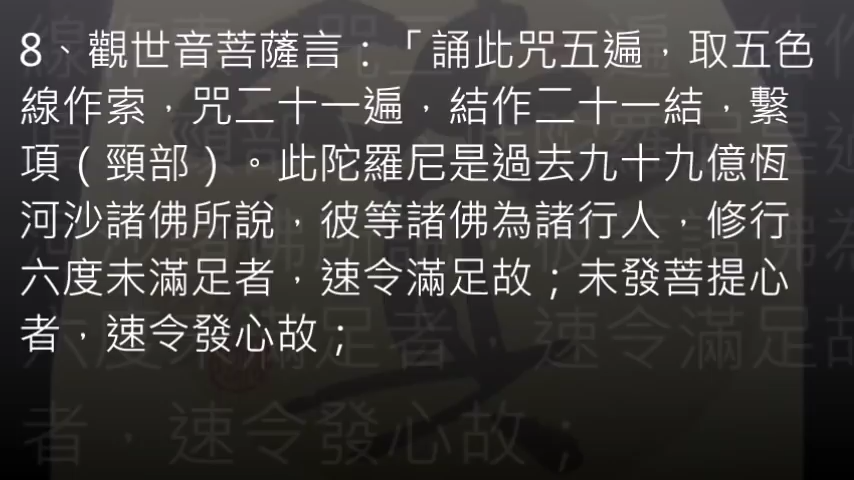 8、觀世音菩薩言：「誦此咒五遍，取五色
線作索，咒二十一遍，結作二十一結，繫
項（頸部）。此陀羅尼是過去九十九億恆
河沙諸佛所說，彼等諸佛為諸行人，修行
六度未滿足者，速令滿足故；未發菩提心
者，速令發心故；